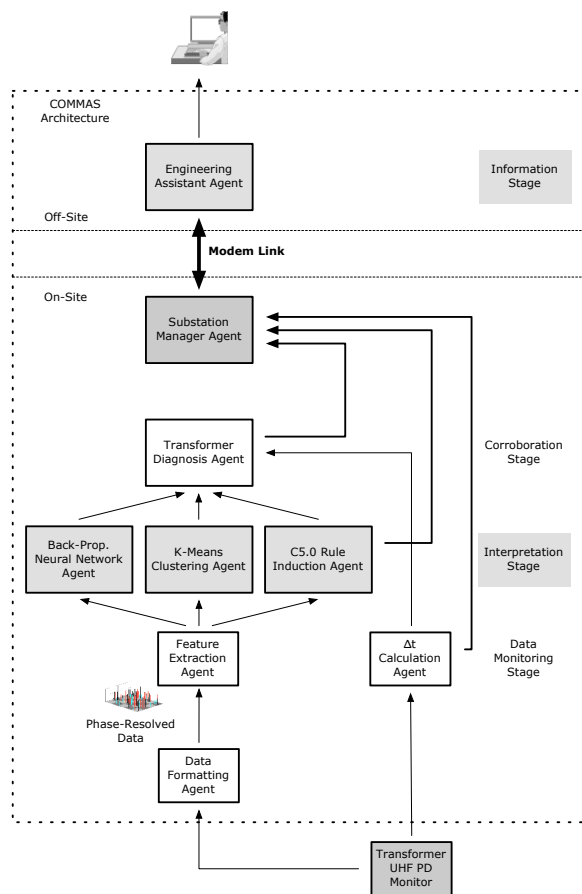 COMMAS
Architecture
Engineering
Assistant Agent
Information
Stage
Off-Site
Modem Link
On-Site
Substation
Manager Agent
Transformer
Diagnosis Agent
Corroboration
Stage
Back-Prop.
Neural Network
Agent
K-Means
Clustering Agent
C5.0 Rule
Induction Agent
Interpretation
Stage
Feature
Extraction
Agent
Δt
Calculation
Agent
Data
Monitoring
Stage
Phase-Resolved
Data
Data
Formatting
Agent
Transformer
UHF PD
Monitor